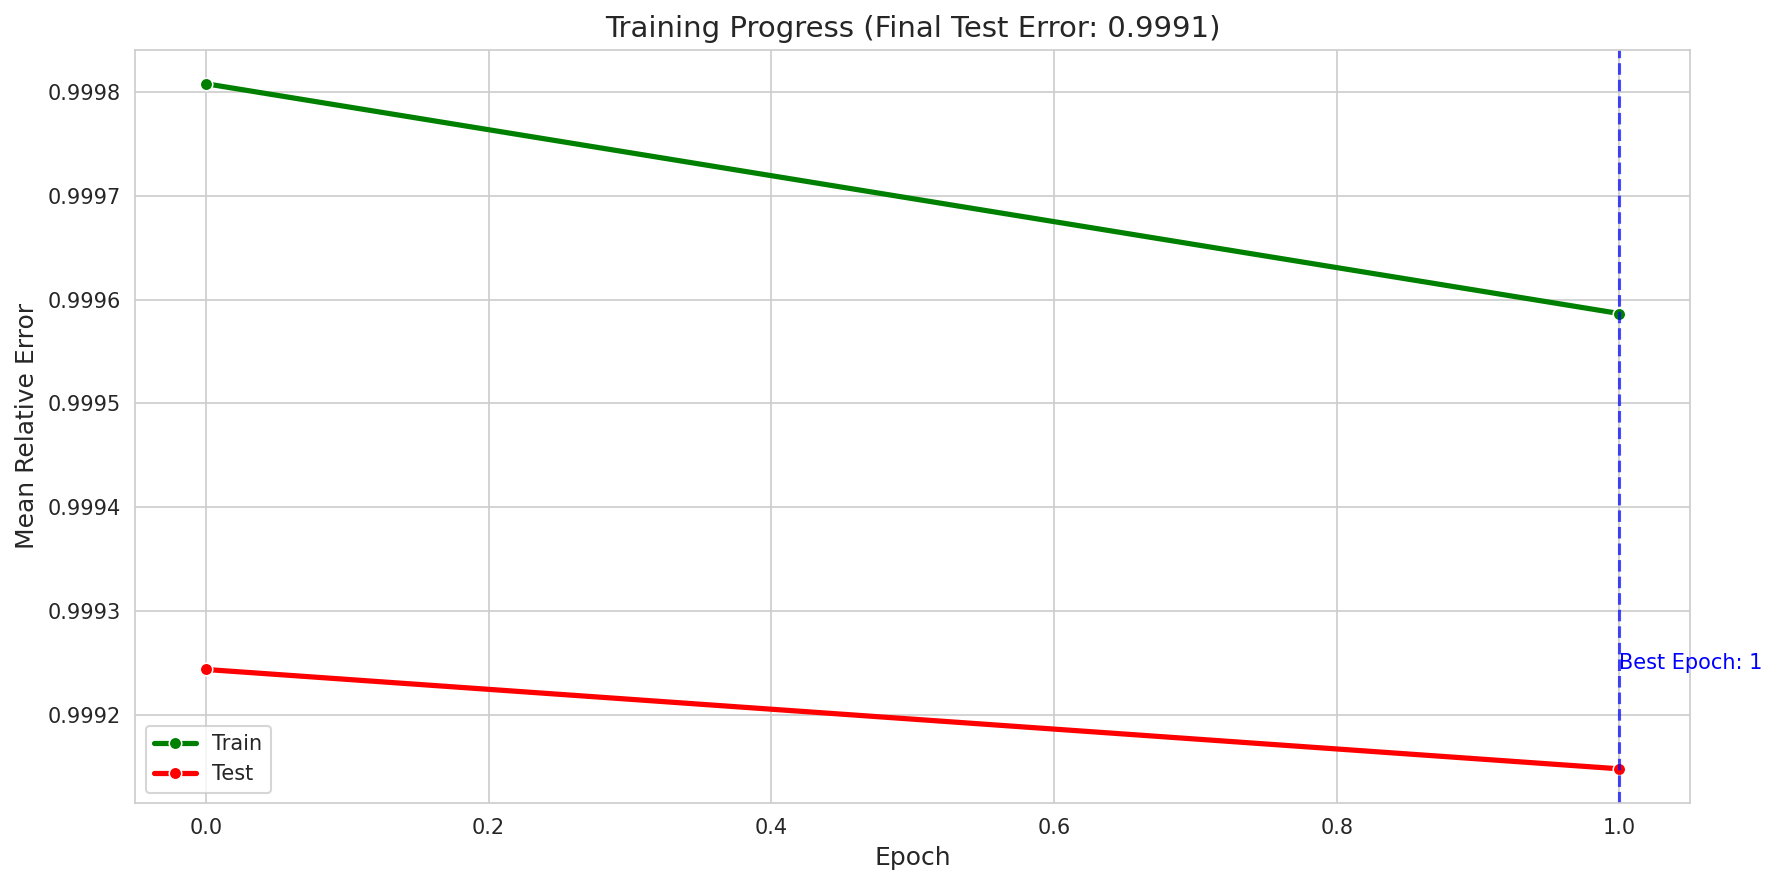 Training Progress (Final Test Error: 0.9991)
Mean Relative Error
0.9998
0.9997
0.9996
0.9995
0.9994
0.9993
0.9992
Best Epoch: 1
Train
Test
0.0 0.2 0.4 0.6 0.8 1.0
Epoch